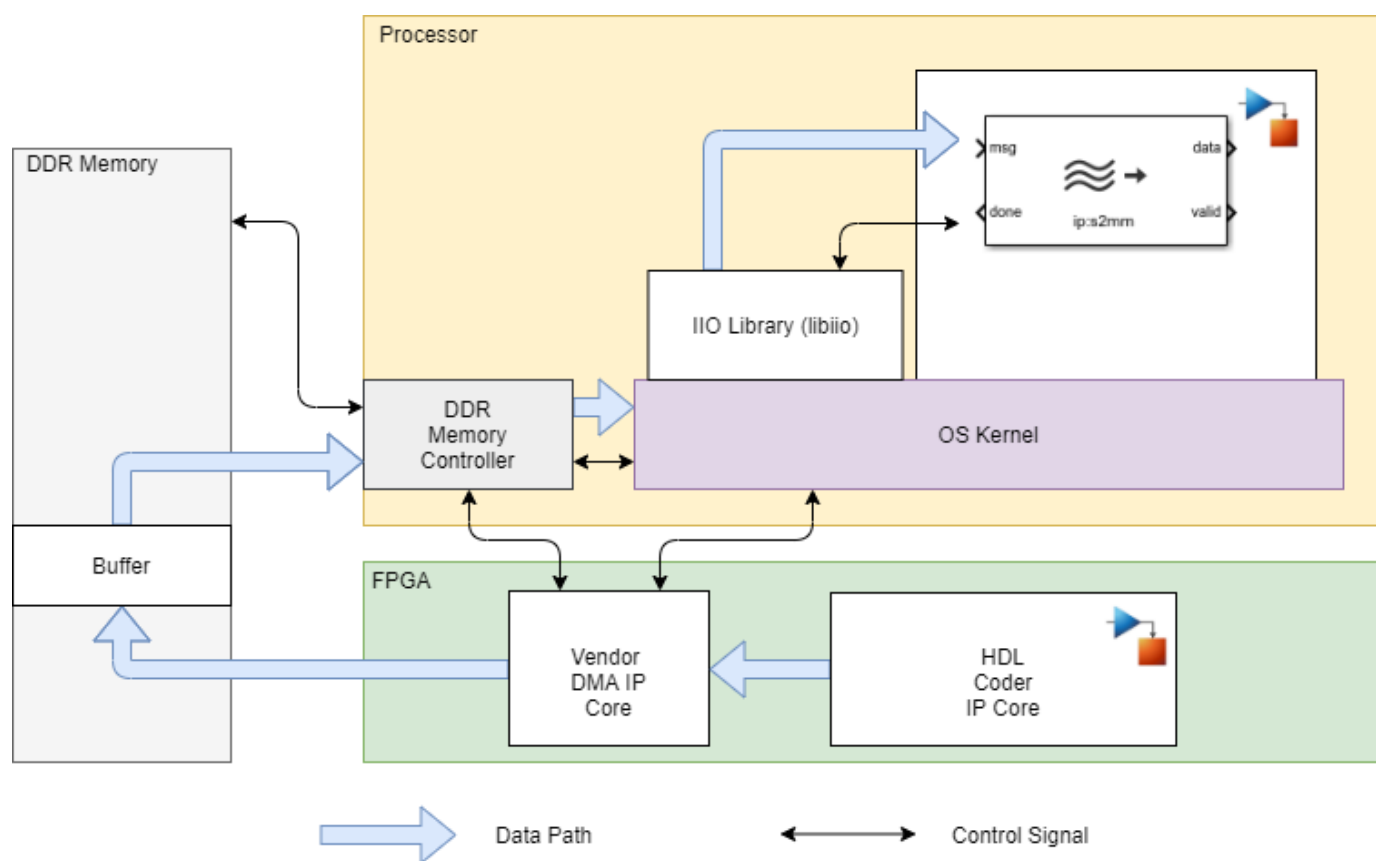 Processor
DDR Memory
msg
data
done
valid
ip:s2mm
IIO Library (libiio)
DDR
Memory
Controller
OS Kernel
Buffer
FPGA
Vendor
DMA IP
Core
HDL
Coder
IP Core
Data Path
Control Signal